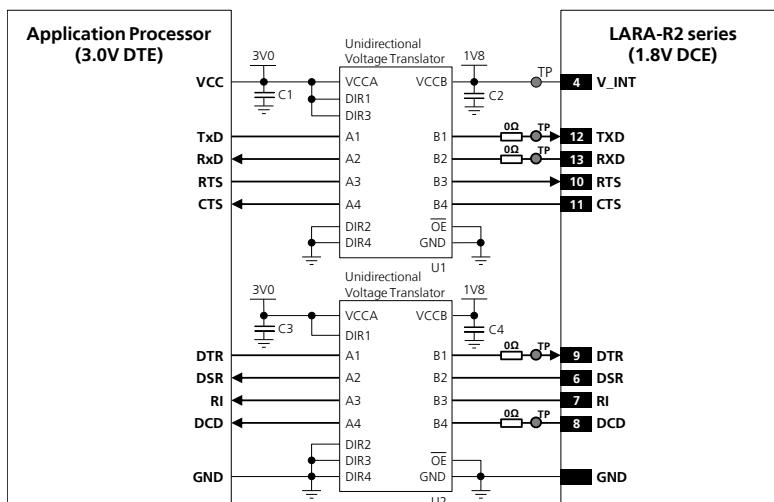 Application Processor
(3.0V DTE)
LARA-R2 series
(1.8V DCE)
Unidirectional
Voltage Translator
3V0
1V8
TP
VCC
VCCA
VCCB
4
V_INT
C1
DIR1
C2
DIR3
0Ω
TP
TxD
A1
B1
12
TXD
0Ω
TP
RxD
A2
B2
13
RXD
RTS
A3
B3
10
RTS
CTS
A4
B4
11
CTS
DIR2
OE
DIR4
GND
U1
Unidirectional
Voltage Translator
3V0
1V8
VCCA
VCCB
C3
DIR1
C4
0Ω
TP
DTR
A1
B1
9
DTR
DSR
A2
B2
6
DSR
RI
A3
B3
7
RI
0Ω
TP
DCD
A4
B4
8
DCD
DIR2
DIR3
OE
GND
DIR4
GND
GND
U2